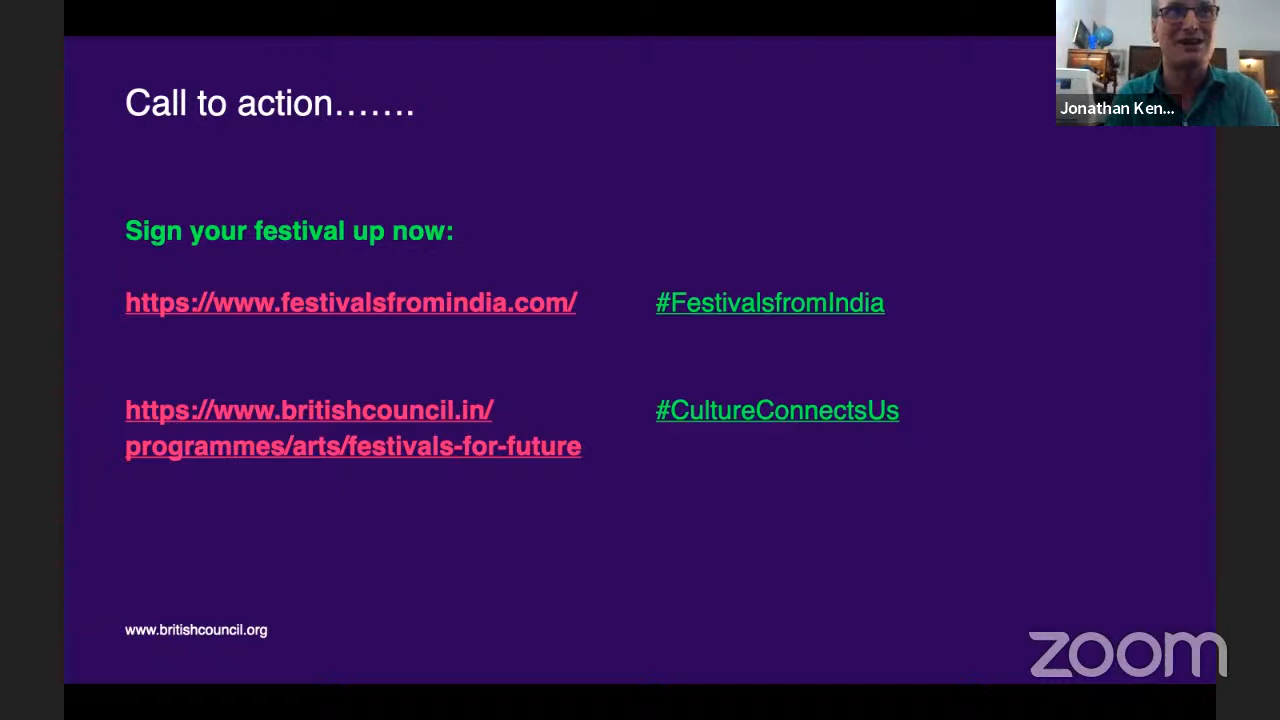 Call to action.......
Jonathan Ken...
Sign your festival up now:
https://www.festivalsfromindia.com/
#FestivalsfromIndia
https://www.britishcouncil.in/
programmes/arts/festivals-for-future
#CultureConnectsUs
www.britishcouncil.org
zoom